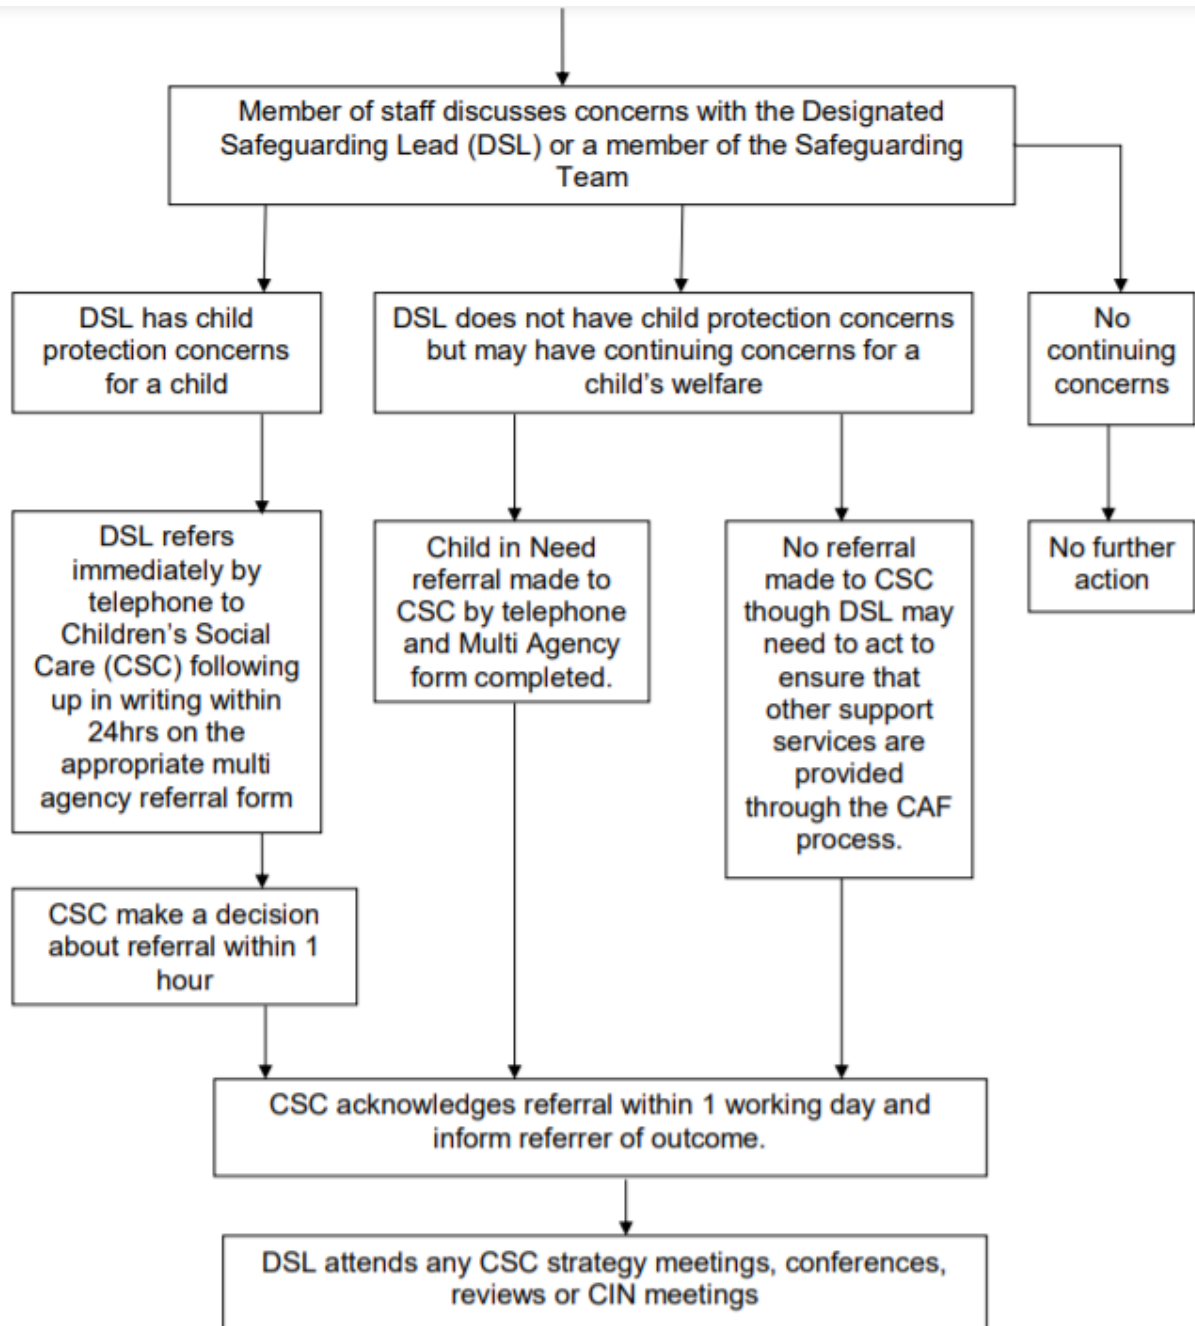 Member of staff discusses concerns with the Designated
Safeguarding Lead (DSL) or a member of the Safeguarding
Team
DSL has child
protection concerns
for a child
DSL does not have child protection concerns
but may have continuing concerns for a
child's welfare
No
continuing
concerns
DSL refers
immediately by
telephone to
Children's Social
Care (CSC) following
up in writing within
24hrs on the
appropriate multi
agency referral form
Child in Need
referral made to
CSC by telephone
and Multi Agency
form completed.
No referral
made to CSC
though DSL may
need to act to
ensure that
other support
services are
provided
through the CAF
process.
No further
action
CSC make a decision
about referral within 1
hour
CSC acknowledges referral within 1 working day and
inform referrer of outcome.
DSL attends any CSC strategy meetings, conferences,
reviews or CIN meetings